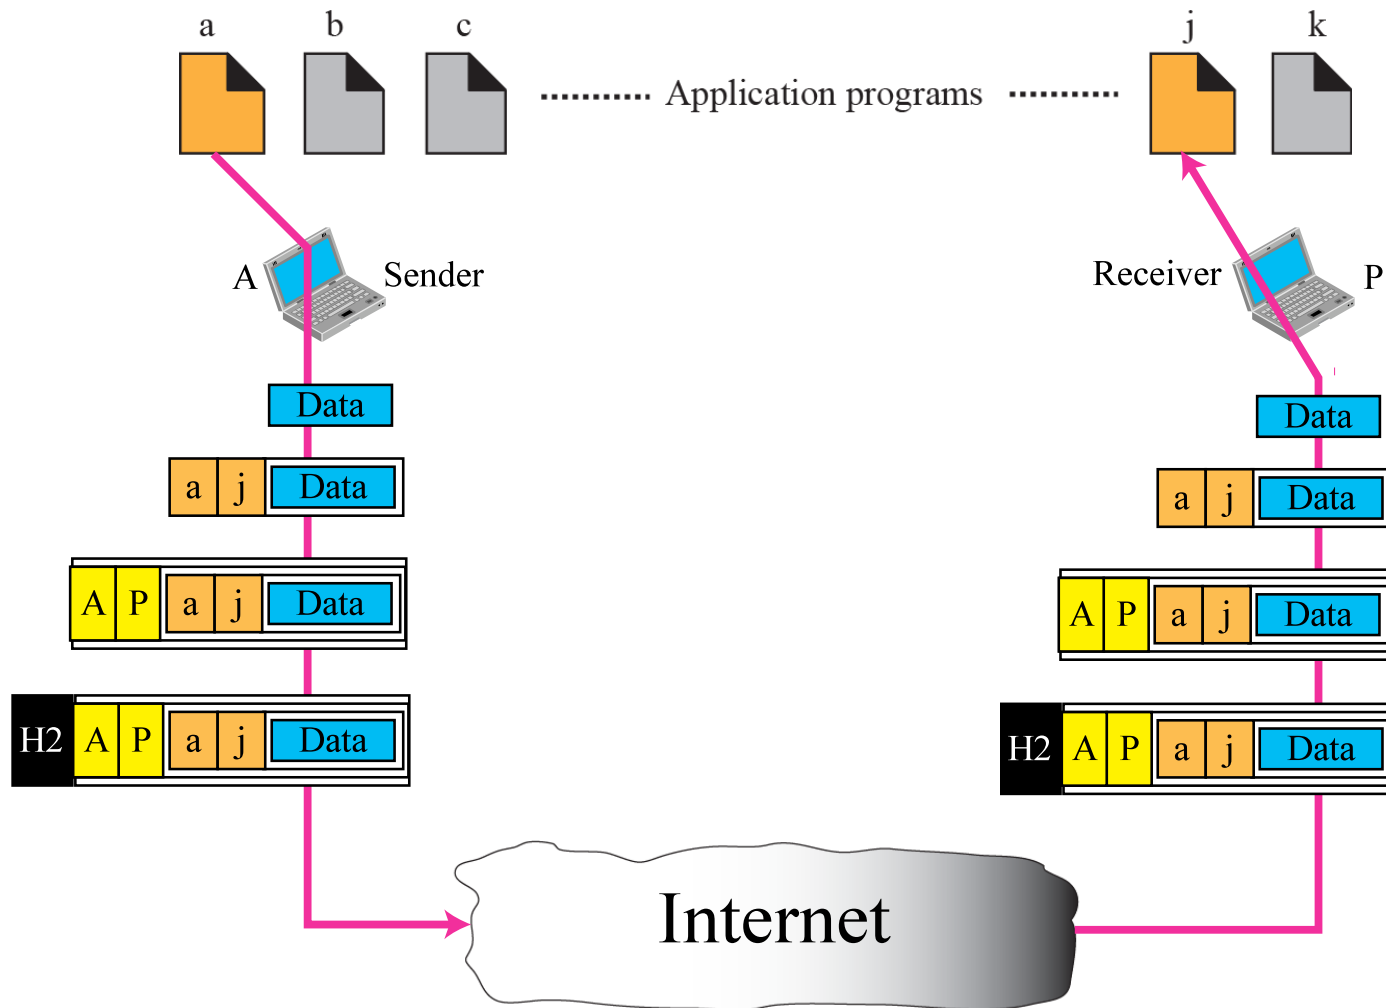 a b c j k
Application programs
A Sender Receiver P
Data
Data
a j Data
a j Data
A P a j Data
A P a j Data
H2 A P a j Data
H2 A P a j Data
Internet